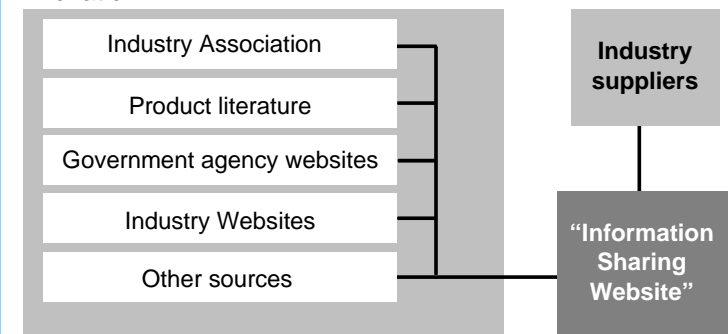 Industry Association
Product literature
Government agency websites
Industry Websites
Other sources
Industry
suppliers
“Information
Sharing
Website”